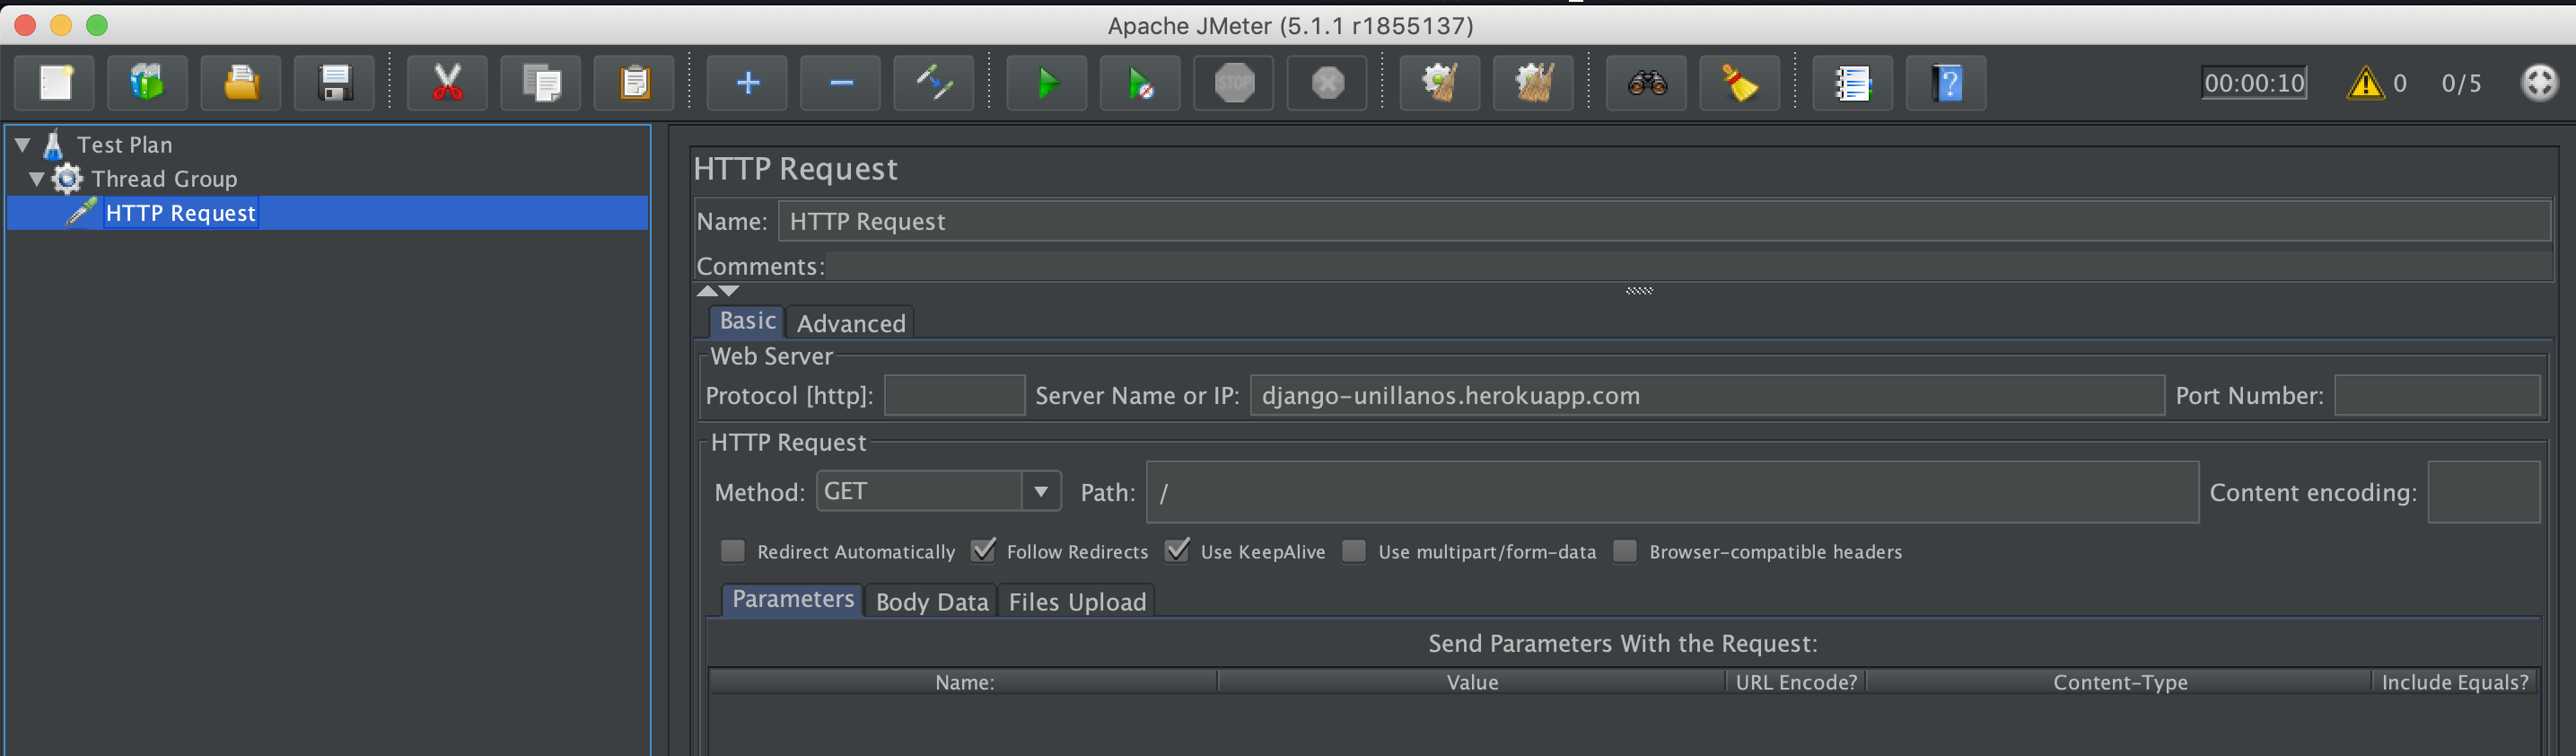 Apache JMeter (5.1.1 r1855137)
STOP
?
00:00:10 0 0/5
Test Plan
Thread Group
HTTP Request
HTTP Request
Name: HTTP Request
Comments:
Basic Advanced
Web Server
Protocol [http]: Server Name or IP: django-unillanos.herokuapp.com Port Number:
HTTP Request
Method: GET Path: / Content encoding:
Redirect Automatically Follow Redirects Use KeepAlive Use multipart/form-data Browser-compatible headers
Parameters Body Data Files Upload
Send Parameters With the Request:
Name: Value URL Encode? Content-Type Include Equals?